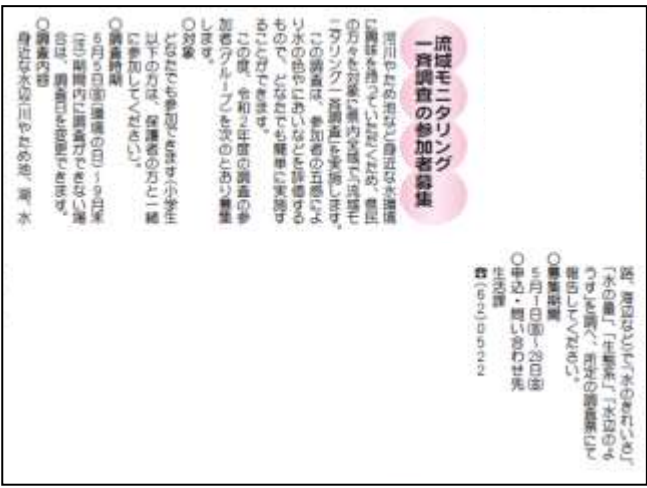 流域モニタリング
一斉調査の参加者募集
河川やため池など身近な水環境
に興味を持っていただくため、県民
の方々を対象に県内全域で「流域モ
ニタリング一斉調査」を実施します。
この調査は、参加者の五感によ
り水の色やにおいなどを評価する
もので、どなたでも簡単に実施す
ることができます。
この度、令和2年度の調査の参
加者(グループ)を次のとおり募集
します。
○対象
どなたでも参加できます(小学生
以下の方は、保護者の方と一緒
に参加してください)。
○調査時期
6月5日㈮(環境の日)～9月末
(注)期間内に調査ができない場
合は、調査日を変更できます。
○調査内容
身近な水辺(川やため池、湖、水
路、海辺など)で「水のきれいさ」、
「水の量」、「生態系」、「水辺のよ
うす」を調べ、所定の調査票にて
報告してください。
○募集期間
5月1日㈮～29日㈮
○申込・問い合わせ先
生活課
☎(62)0522